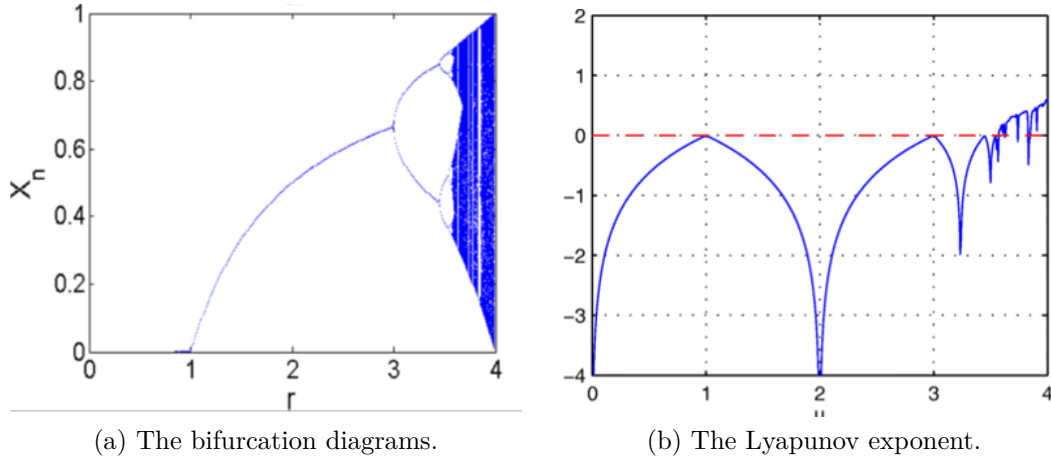 1
0.8
0.6
0.4
0.2
0
X_n
0 1 2 3 4
r
2
1
0
−1
−2
−3
−4
0 1 2 3 4
(a) The bifurcation diagrams.
(b) The Lyapunov exponent.